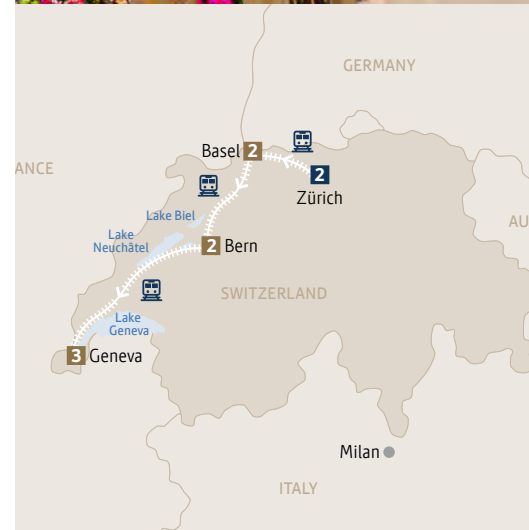 GERMANY
Basel 2
2
Zürich
ANCE
Lake Biel
Lake
Neuchâtel
2 Bern
AU
SWITZERLAND
Lake
Geneva
3 Geneva
Milan
ITALY